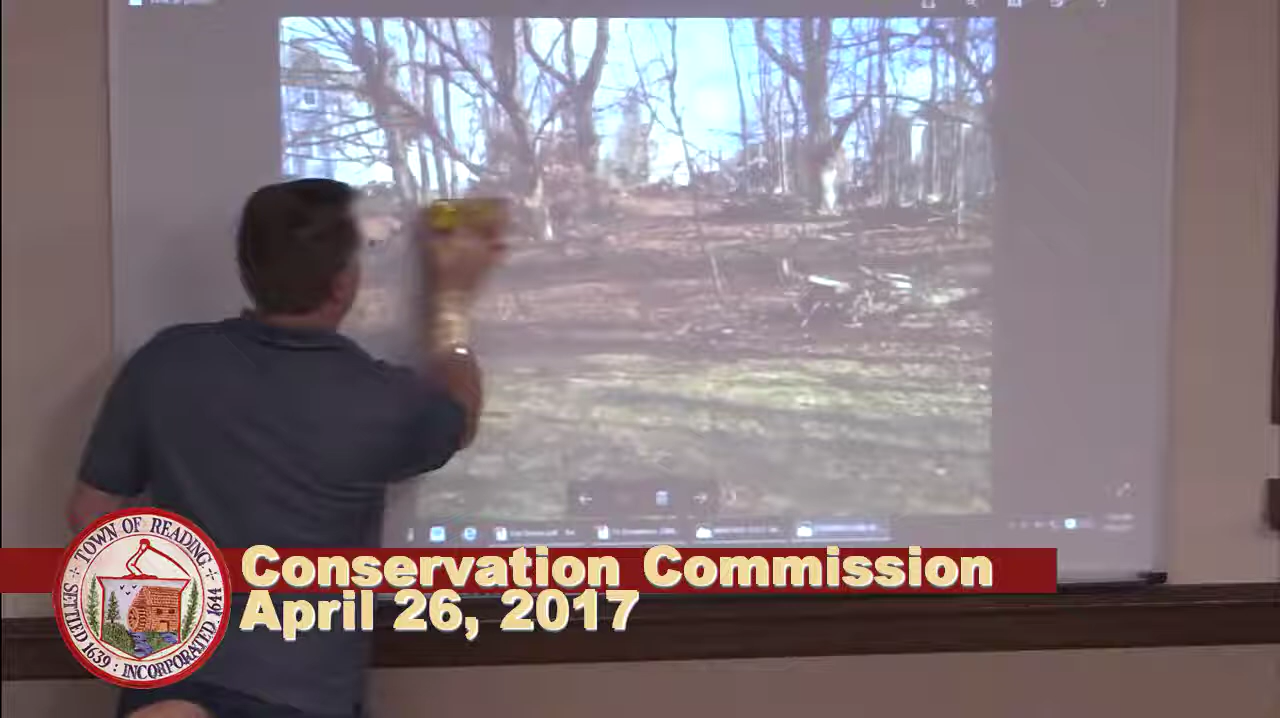 Conservation Commission
April 26, 2017
TOWN OF READING
SETTLED 1639 : INCORPORATED 1644